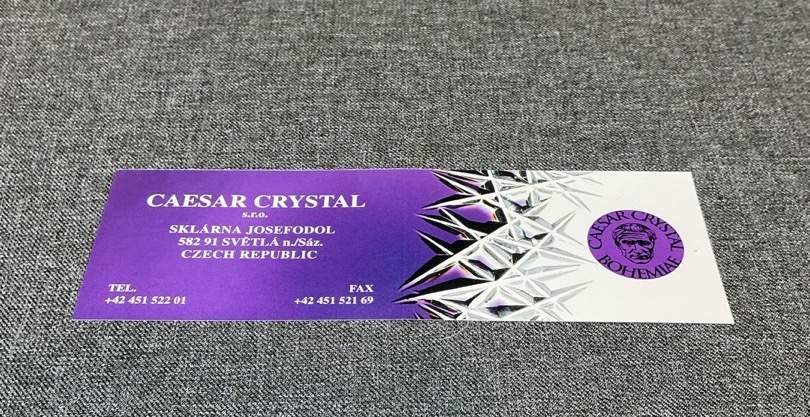 CAESAR CRYSTAL
s.r.o.
SKLÁRNA JOSEFODOL
582 91 SVĚTLÁ n./Sáz.
CZECH REPUBLIC
TEL.
+42 451 522 01
FAX
+42 451 521 69
CAESAR CRYSTAL
BOHEMIAE